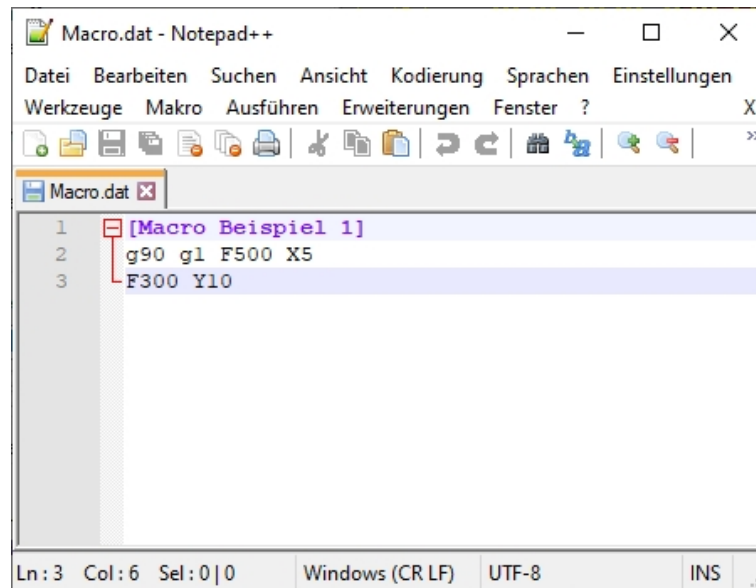 Macro.dat - Notepad++
Datei Bearbeiten Suchen Ansicht Kodierung Sprachen Einstellungen
Werkzeuge Makro Ausführen Erweiterungen Fenster ? X
Macro.dat
1 [Macro Beispiel 1]
2 g90 g1 F500 X5
3 F300 Y10
Ln : 3 Col : 6 Sel : 0 | 0 Windows (CR LF) UTF-8 INS